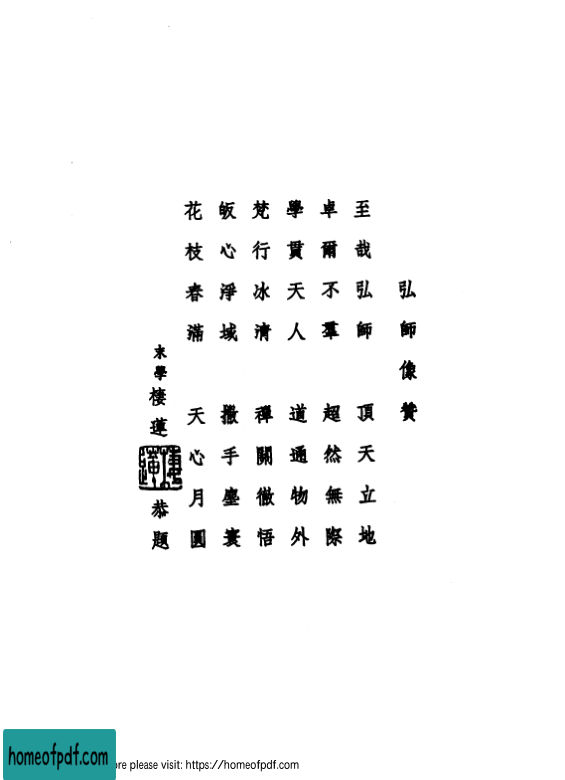 弘師像贊
至哉弘師 頂天立地
卓爾不羣 超然無際
學貫天人 道通物外
梵行冰清 禪關徹悟
皈心淨域 撒手塵寰
花枝春滿 天心月圓
末學棲蓮 恭題
homeofpdf.com
ore please visit: https://homeofpdf.com